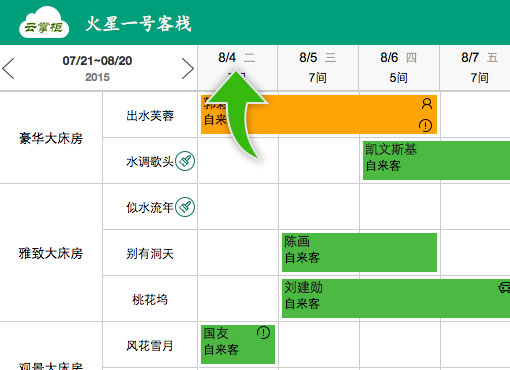 云掌柜 火星一号客栈
07/21~08/20
2015
8/4 二 8/5 三 8/6 四 8/7 五
7间 5间 7间
豪华大床房
出水芙蓉
自来客
水调歌头
凯文斯基
自来客
雅致大床房
似水流年
别有洞天
陈画
自来客
桃花坞
刘建勋
自来客
观景大床房
风花雪月
国友
自来客